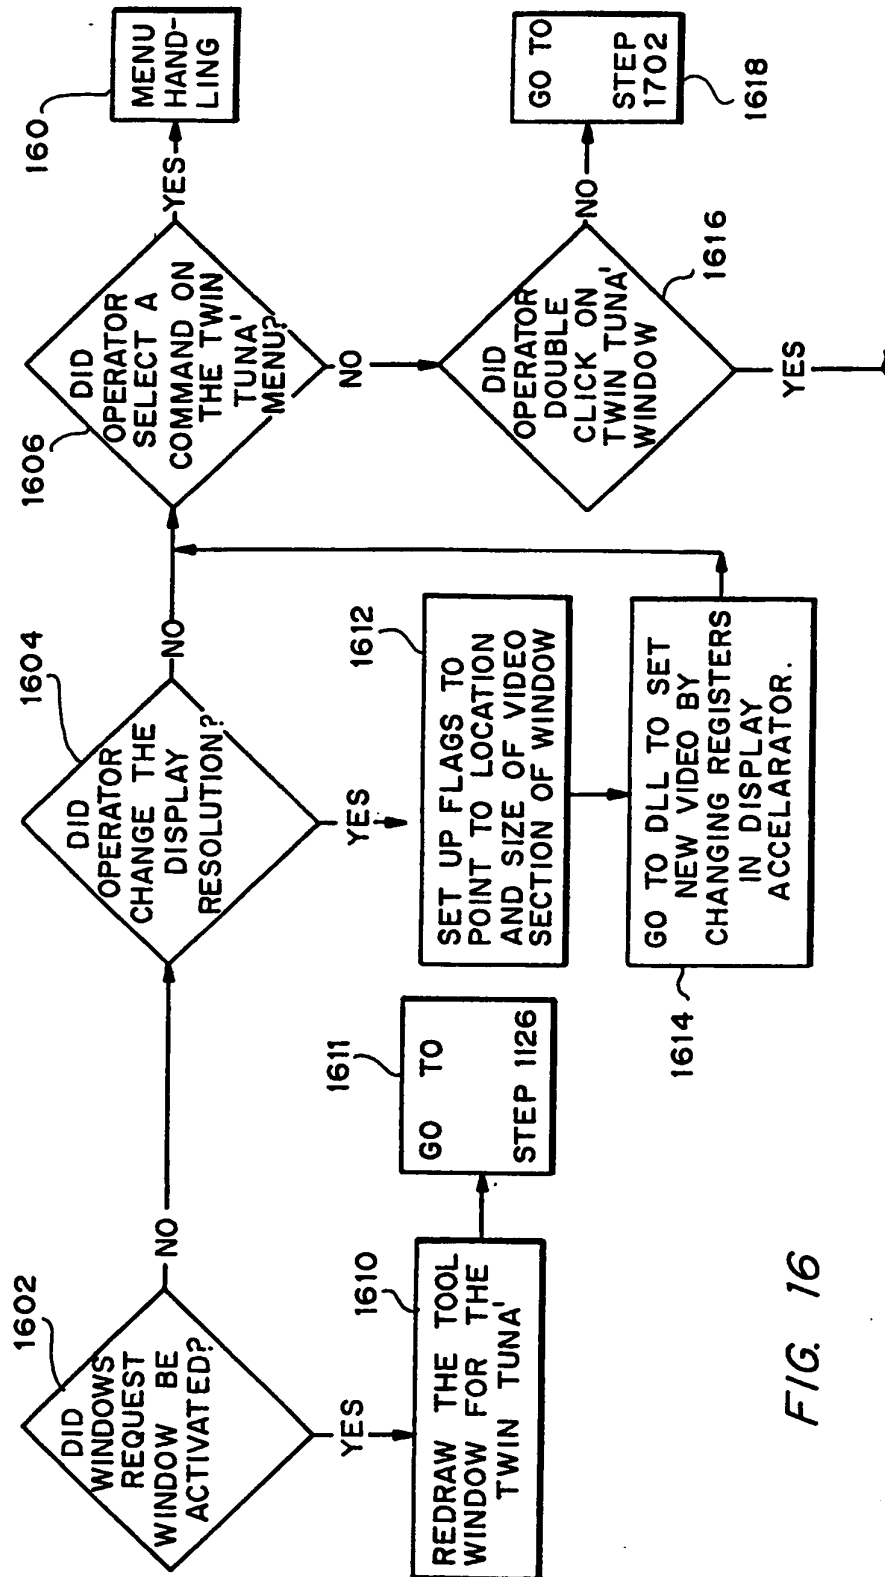 1602
DID
WINDOWS
REQUEST
WINDOW BE
ACTIVATED?
NO
YES
1610
REDRAW THE TOOL
WINDOW FOR THE
TWIN TUNA'
1611
GO TO
STEP 1126
1604
DID
OPERATOR
CHANGE THE
DISPLAY
RESOLUTION?
NO
YES
1612
SET UP FLAGS TO
POINT TO LOCATION
AND SIZE OF VIDEO
SECTION OF WINDOW
1614
GO TO DLL TO SET
NEW VIDEO BY
CHANGING REGISTERS
IN DISPLAY
ACCELARATOR.
1606
DID
OPERATOR
SELECT A
COMMAND ON
THE TWIN
TUNA'
MENU?
YES
160
MENU
HAND-
LING
NO
1616
DID
OPERATOR
DOUBLE
CLICK ON
TWIN TUNA'
WINDOW
NO
GO TO
STEP
1702
1618
YES
FIG. 16